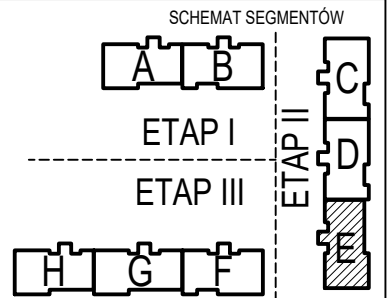 SCHEMAT SEGMENTÓW
A B
C
ETAP I
ETAP II
D
ETAP III
E
H G F